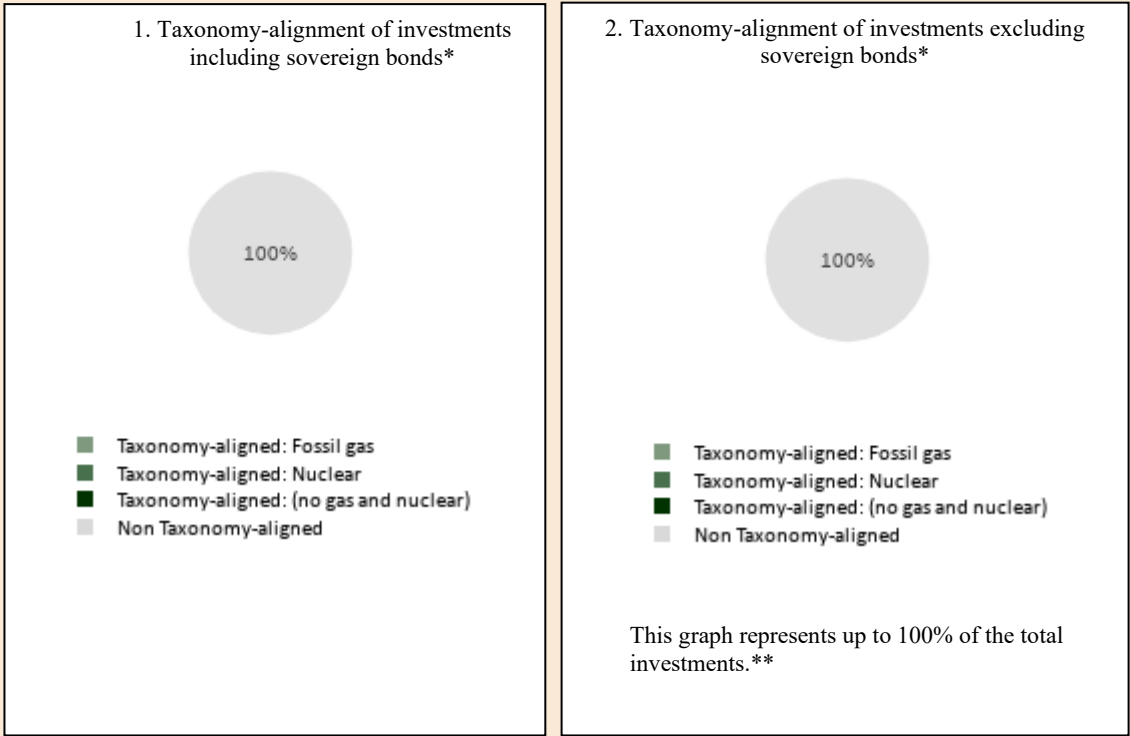 1. Taxonomy-alignment of investments
including sovereign bonds*
100%
Taxonomy-aligned: Fossil gas
Taxonomy-aligned: Nuclear
Taxonomy-aligned: (no gas and nuclear)
Non Taxonomy-aligned
2. Taxonomy-alignment of investments excluding
sovereign bonds*
100%
Taxonomy-aligned: Fossil gas
Taxonomy-aligned: Nuclear
Taxonomy-aligned: (no gas and nuclear)
Non Taxonomy-aligned
This graph represents up to 100% of the total
investments.**